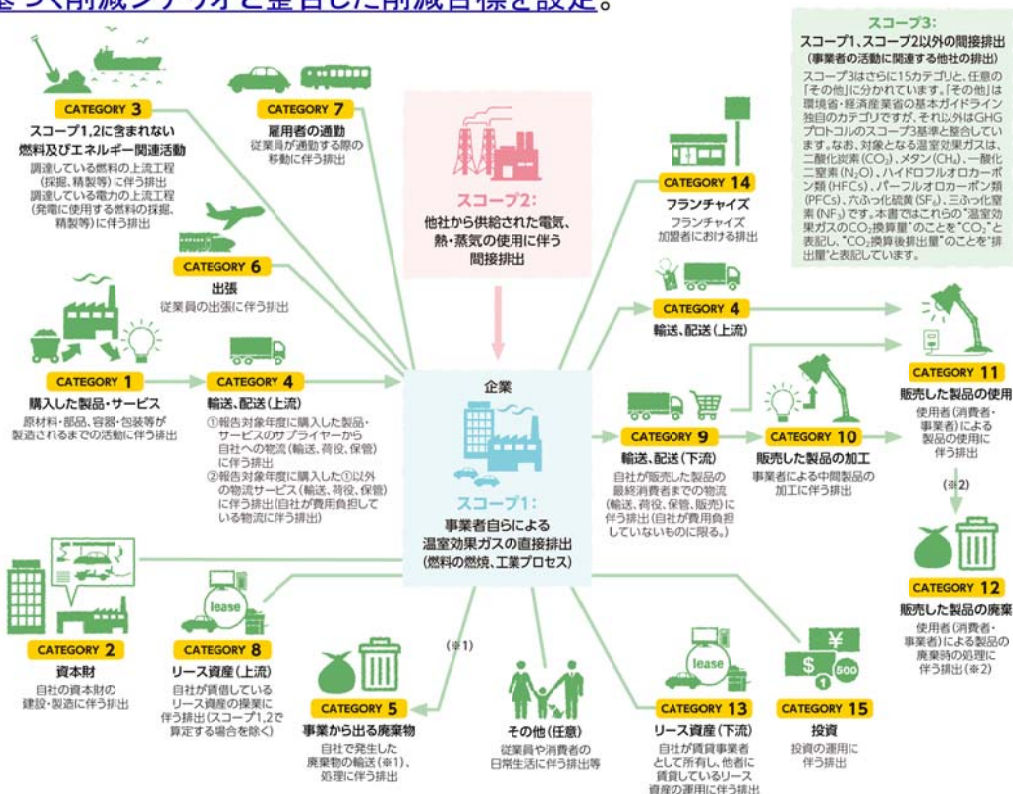 基づく削減シナリオと整合した削減目標を設定。
CATEGORY 3
スコープ1,2に含まれない
燃料及びエネルギー関連活動
調達している燃料の上流工程
(採掘、精製等)に伴う排出
調達している電力の上流工程
(発電に使用する燃料の採掘、
精製等)に伴う排出
CATEGORY 7
雇用者の通勤
従業員が通勤する際の
移動に伴う排出
スコープ2:
他社から供給された電気、
熱・蒸気の使用に伴う
間接排出
CATEGORY 14
フランチャイズ
フランチャイズ
加盟者における排出
スコープ3:
スコープ1、スコープ2以外の間接排出
(事業者の活動に関連する他社の排出)
スコープ3はさらに15カテゴリと、任意の
「その他」に分かれています。「その他」は
環境省・経済産業省の基本ガイドライン
独自のカテゴリですが、それ以外はGHG
プロトコルのスコープ3基準と整合してい
ます。なお、対象となる温室効果ガスは、
二酸化炭素(CO₂)、メタン(CH₄)、一酸化
二窒素(N₂O)、ハイドロフルオロカーボ
ン類(HFCs)、パーフルオロカーボン類
(PFCs)、六ふっ化硫黄(SF₆)、三ふっ化窒
素(NF₃)です。本書ではこれらの"温室効
果ガスのCO₂換算量"のことを"CO₂"と
表記し、"CO₂換算後排出量"のことを"排
出量"と表記しています。
CATEGORY 6
出張
従業員の出張に伴う排出
CATEGORY 4
輸送、配送(上流)
CATEGORY 1
購入した製品・サービス
原材料・部品、容器・包装等が
製造されるまでの活動に伴う排出
CATEGORY 4
輸送、配送(上流)
①報告対象年度に購入した製品・
サービスのサプライヤーから
自社への物流(輸送、荷役、保管)
に伴う排出
②報告対象年度に購入した①以外
の物流サービス(輸送、荷役、保管)
に伴う排出(自社が費用負担して
いる物流に伴う排出)
企業
スコープ1:
事業者自らによる
温室効果ガスの直接排出
(燃料の燃焼、工業プロセス)
CATEGORY 9
輸送、配送(下流)
自社が販売した製品の
最終消費者までの物流
(輸送、荷役、保管、販売)に
伴う排出(自社が費用負担
していないものに限る。)
CATEGORY 10
販売した製品の加工
事業者による中間製品の
加工に伴う排出
CATEGORY 11
販売した製品の使用
使用者(消費者・
事業者)による
製品の使用に
伴う排出
(※2)
CATEGORY 12
販売した製品の廃棄
使用者(消費者・
事業者)による製品の
廃棄時の処理に
伴う排出(※2)
CATEGORY 2
資本財
自社の資本財の
建設・製造に伴う排出
lease
CATEGORY 8
リース資産(上流)
自社が賃借している
リース資産の操業に
伴う排出(スコープ1,2で
算定する場合を除く)
(※1)
CATEGORY 5
事業から出る廃棄物
自社で発生した
廃棄物の輸送(※1)、
処理に伴う排出
その他(任意)
従業員や消費者の
日常生活に伴う排出等
lease
CATEGORY 13
リース資産(下流)
自社が賃貸事業者
として所有し、他者に
賃貸しているリース
資産の運用に伴う排出
¥
$
1
500
CATEGORY 15
投資
投資の運用に
伴う排出